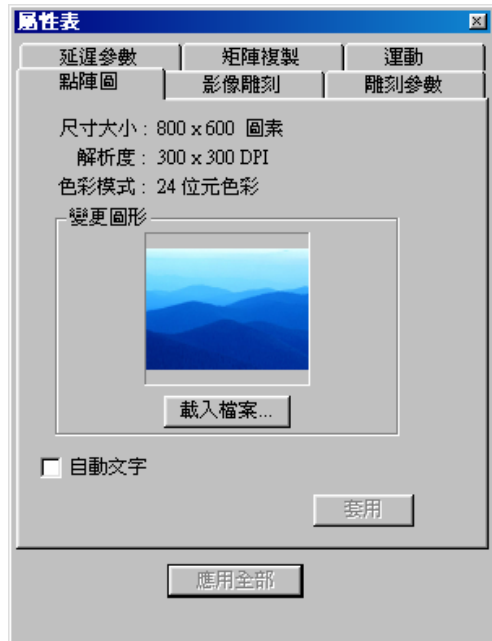 屬性表
延遲參數 矩陣複製 運動
點陣圖 影像雕刻 雕刻參數
尺寸大小 : 800 x 600 圖素
解析度 : 300 x 300 DPI
色彩模式 : 24 位元色彩
變更圖形
載入檔案...
自動文字
套用
應用全部